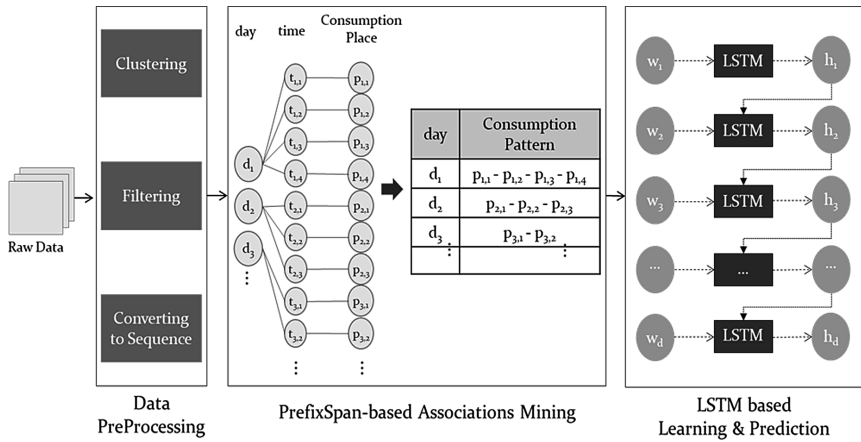 Raw Data
Clustering
Filtering
Converting
to Sequence
Data
PreProcessing
day
time
Consumption
Place
d1
d2
d3
⋮
t1,1
t1,2
t1,3
t1,4
t2,1
t2,2
t2,3
t3,1
t3,2
⋮
p1,1
p1,2
p1,3
p1,4
p2,1
p2,2
p2,3
p3,1
p3,2
⋮
day Consumption
Pattern
d1 p1,1 - p1,2 - p1,3 - p1,4
d2 p2,1 - p2,2 - p2,3
d3 p3,1 - p3,2
⋮ ⋮
PrefixSpan-based Associations Mining
w1 LSTM h1
w2 LSTM h2
w3 LSTM h3
... ... ...
wd LSTM hd
LSTM based
Learning & Prediction